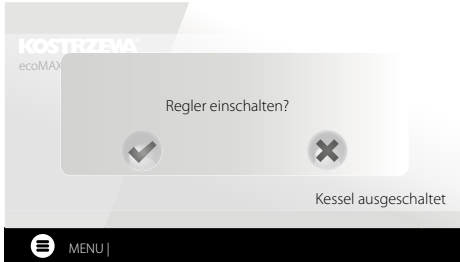 KOSTRZEWA
ecoMAX
Regler einschalten?
Kessel ausgeschaltet
MENU |